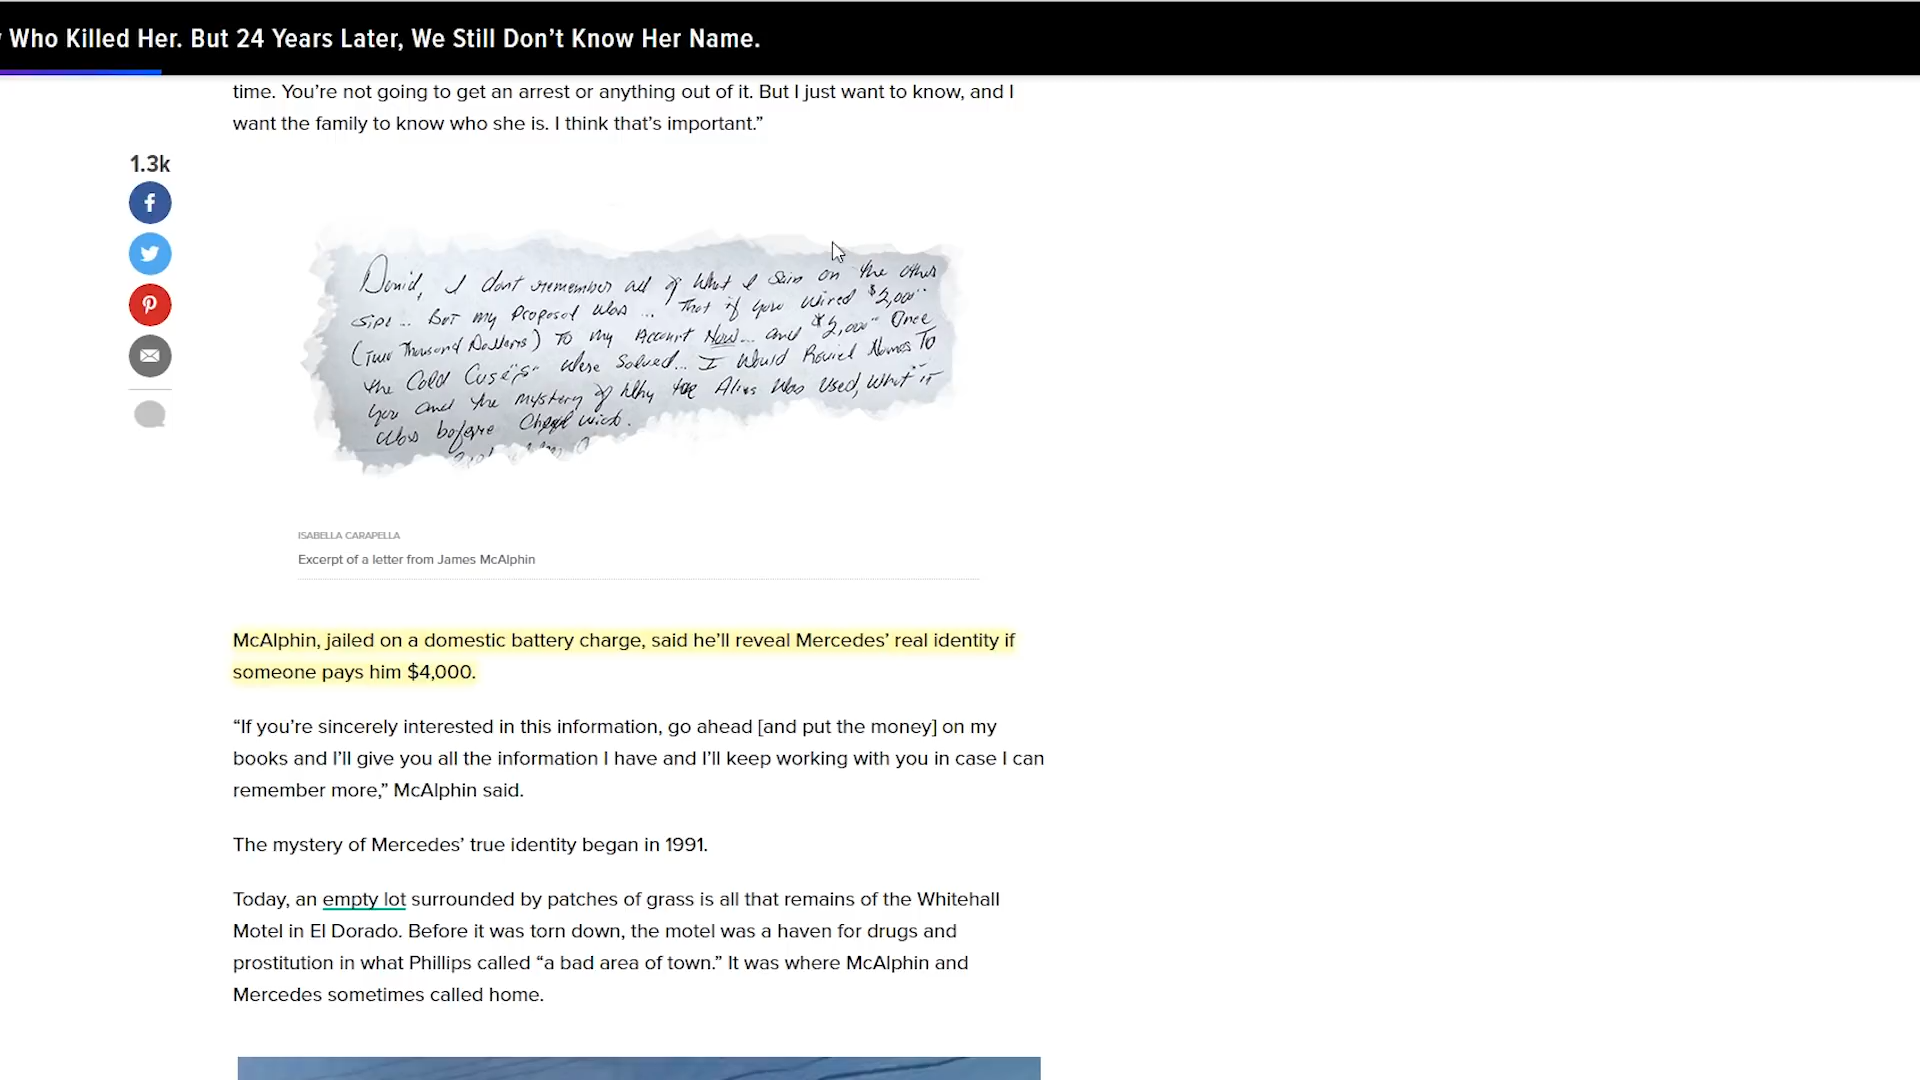 Who Killed Her. But 24 Years Later, We Still Don’t Know Her Name.
time. You’re not going to get an arrest or anything out of it. But I just want to know, and I
want the family to know who she is. I think that’s important.”
1.3k
David, I dont remember all of what I said on the other
side... But my Proposal was... That if you wired $2,000
(Two Thousand Dollars) To my Account Now... and $2,000 Once
the Cold Case"s" were Solved... I Would Names To
you and the mystery of Why the Alias Was Used, What it
was before
ISABELLA CARAPELLA
Excerpt of a letter from James McAlphin
McAlphin, jailed on a domestic battery charge, said he’ll reveal Mercedes’ real identity if
someone pays him $4,000.
“If you’re sincerely interested in this information, go ahead [and put the money] on my
books and I’ll give you all the information I have and I’ll keep working with you in case I can
remember more,” McAlphin said.
The mystery of Mercedes’ true identity began in 1991.
Today, an empty lot surrounded by patches of grass is all that remains of the Whitehall
Motel in El Dorado. Before it was torn down, the motel was a haven for drugs and
prostitution in what Phillips called “a bad area of town.” It was where McAlphin and
Mercedes sometimes called home.